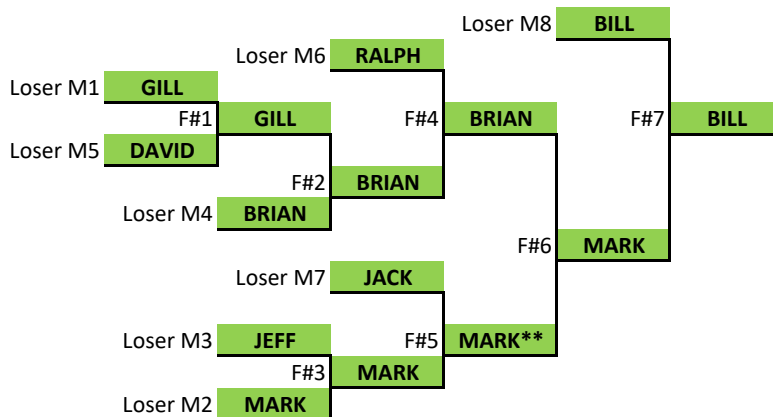 Loser M8 BILL
Loser M6 RALPH
Loser M1 GILL
F#1 GILL F#4 BRIAN F#7 BILL
Loser M5 DAVID
F#2 BRIAN
Loser M4 BRIAN
F#6 MARK
Loser M7 JACK
Loser M3 JEFF F#5 MARK**
F#3 MARK
Loser M2 MARK